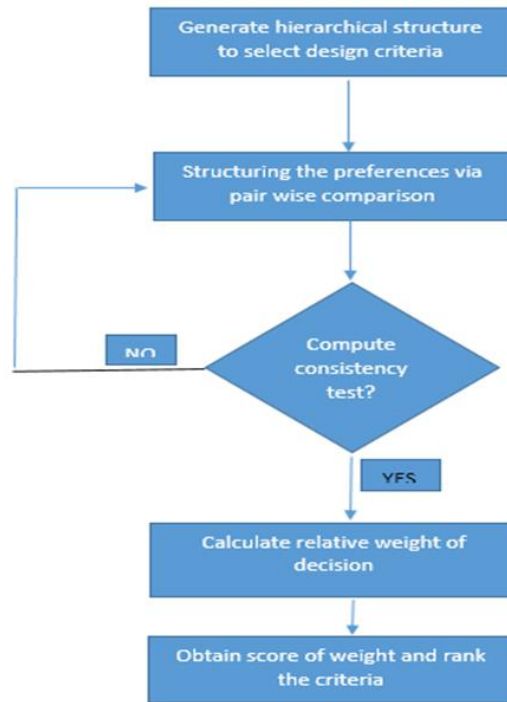 Generate hierarchical structure
to select design criteria
Structuring the preferences via
pair wise comparison
Compute
consistency
test?
NO
YES
Calculate relative weight of
decision
Obtain score of weight and rank
the criteria